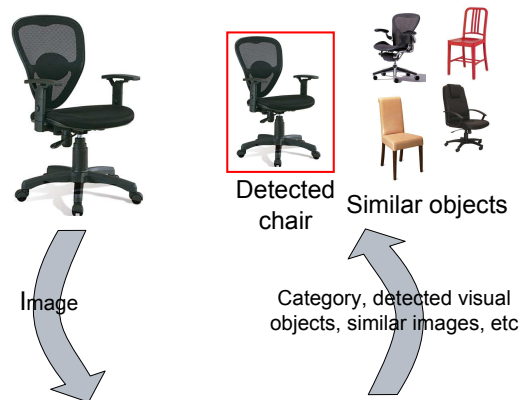 Detected
chair
Similar objects
Image
Category, detected visual
objects, similar images, etc